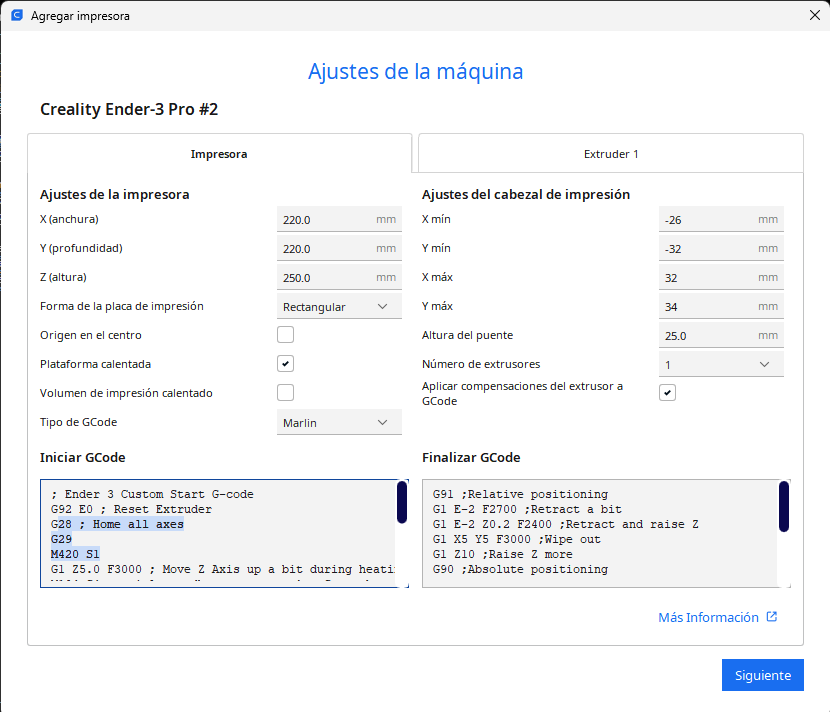 Agregar impresora
Ajustes de la máquina
Creality Ender-3 Pro #2
Impresora
Extruder 1
Ajustes de la impresora
X (anchura) 220.0 mm
Y (profundidad) 220.0 mm
Z (altura) 250.0 mm
Forma de la placa de impresión Rectangular
Origen en el centro
Plataforma calentada
Volumen de impresión calentado
Tipo de GCode Marlin
Ajustes del cabezal de impresión
X mín -26 mm
Y mín -32 mm
X máx 32 mm
Y máx 34 mm
Altura del puente 25.0 mm
Número de extrusores 1
Aplicar compensaciones del extrusor a
GCode
Iniciar GCode
; Ender 3 Custom Start G-code
G92 E0 ; Reset Extruder
G28 ; Home all axes
G29
M420 S1
G1 Z5.0 F3000 ; Move Z Axis up a bit during heati
Finalizar GCode
G91 ;Relative positioning
G1 E-2 F2700 ;Retract a bit
G1 E-2 Z0.2 F2400 ;Retract and raise Z
G1 X5 Y5 F3000 ;Wipe out
G1 Z10 ;Raise Z more
G90 ;Absolute positioning
Más Información
Siguiente